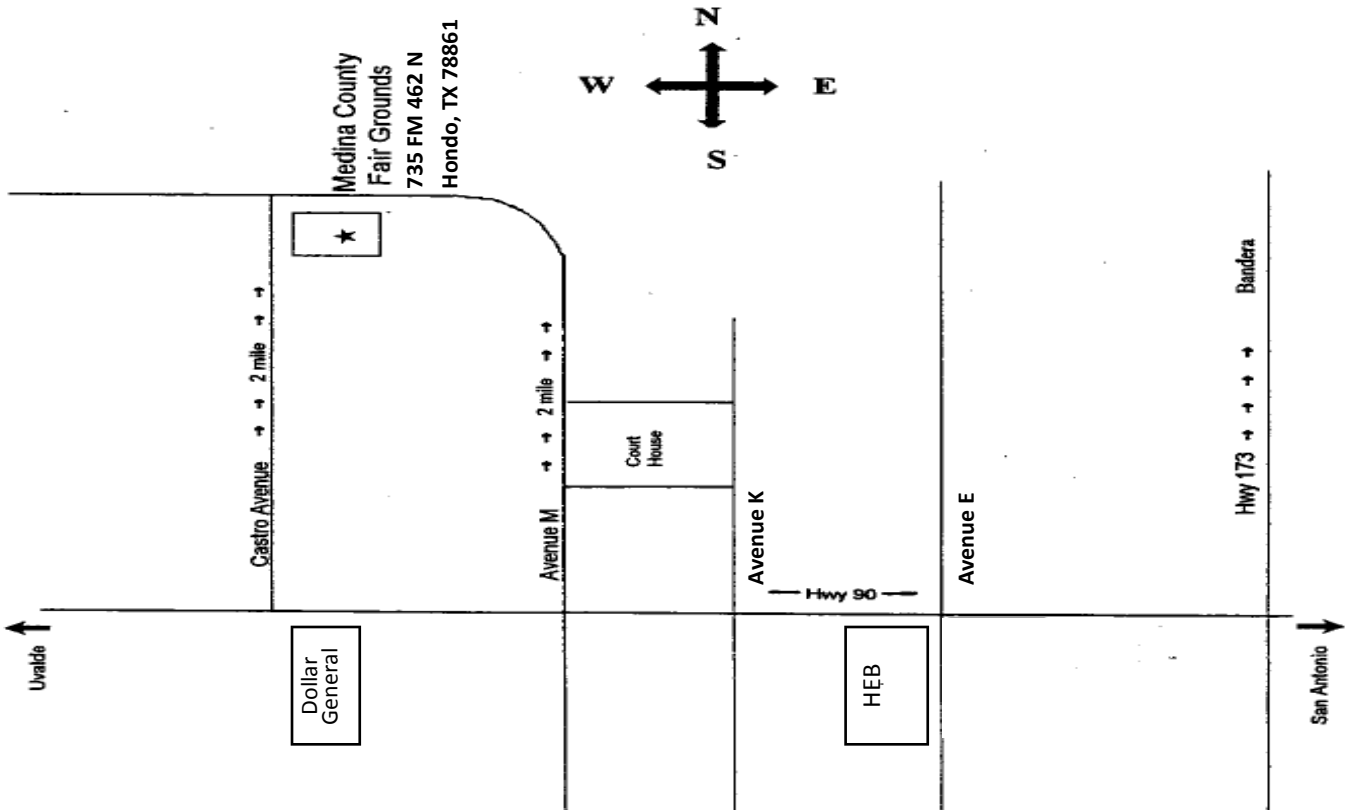 N
W
E
S
Medina County
Fair Grounds
735 FM 462 N
Hondo, TX 78861
Castro Avenue → → 2 mile → → →
Avenue M → → 2 mile → → →
Court
House
Avenue K
Hwy 90
Avenue E
Hwy 173 → → → → → Bandera
Uvalde
Dollar
General
HEB
San Antonio